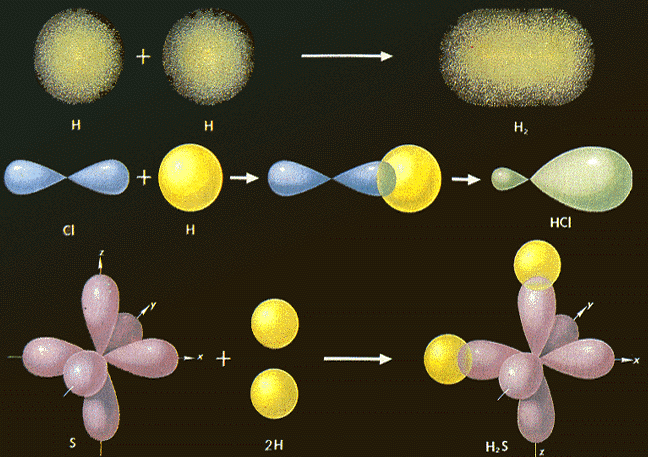 H + H H₂
Cl + H HCl
z y x + z y x
S 2H H₂S